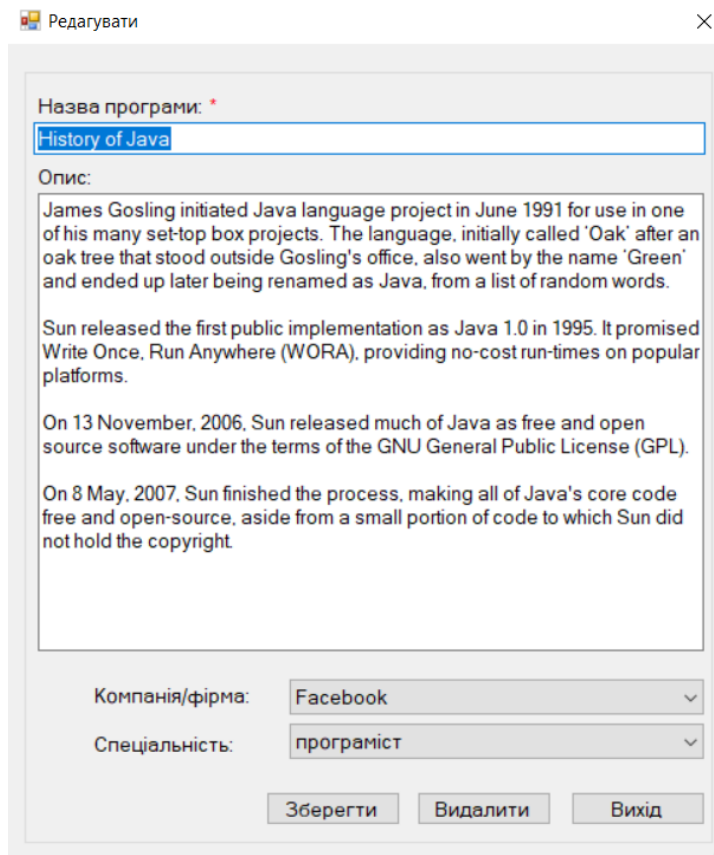 Редагувати
Назва програми: *
History of Java
Опис:
James Gosling initiated Java language project in June 1991 for use in one
of his many set-top box projects. The language, initially called 'Oak' after an
oak tree that stood outside Gosling's office, also went by the name 'Green'
and ended up later being renamed as Java, from a list of random words.
Sun released the first public implementation as Java 1.0 in 1995. It promised
Write Once, Run Anywhere (WORA), providing no-cost run-times on popular
platforms.
On 13 November, 2006, Sun released much of Java as free and open
source software under the terms of the GNU General Public License (GPL).
On 8 May, 2007, Sun finished the process, making all of Java's core code
free and open-source, aside from a small portion of code to which Sun did
not hold the copyright.
Компанія/фірма: Facebook
Спеціальність: програміст
Зберегти Видалити Вихід